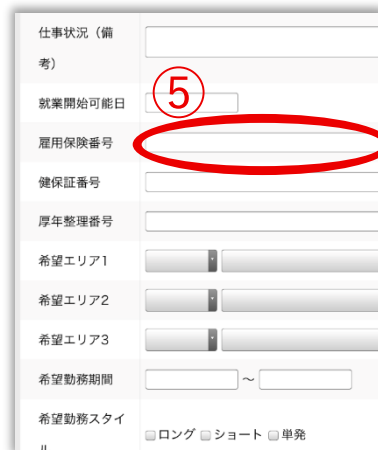 仕事状況（備
考）
⑤
就業開始可能日
雇用保険番号
健保証番号
厚年整理番号
希望エリア1
希望エリア2
希望エリア3
希望勤務期間 ～
希望勤務スタイ
ロング ショート 単発
ル